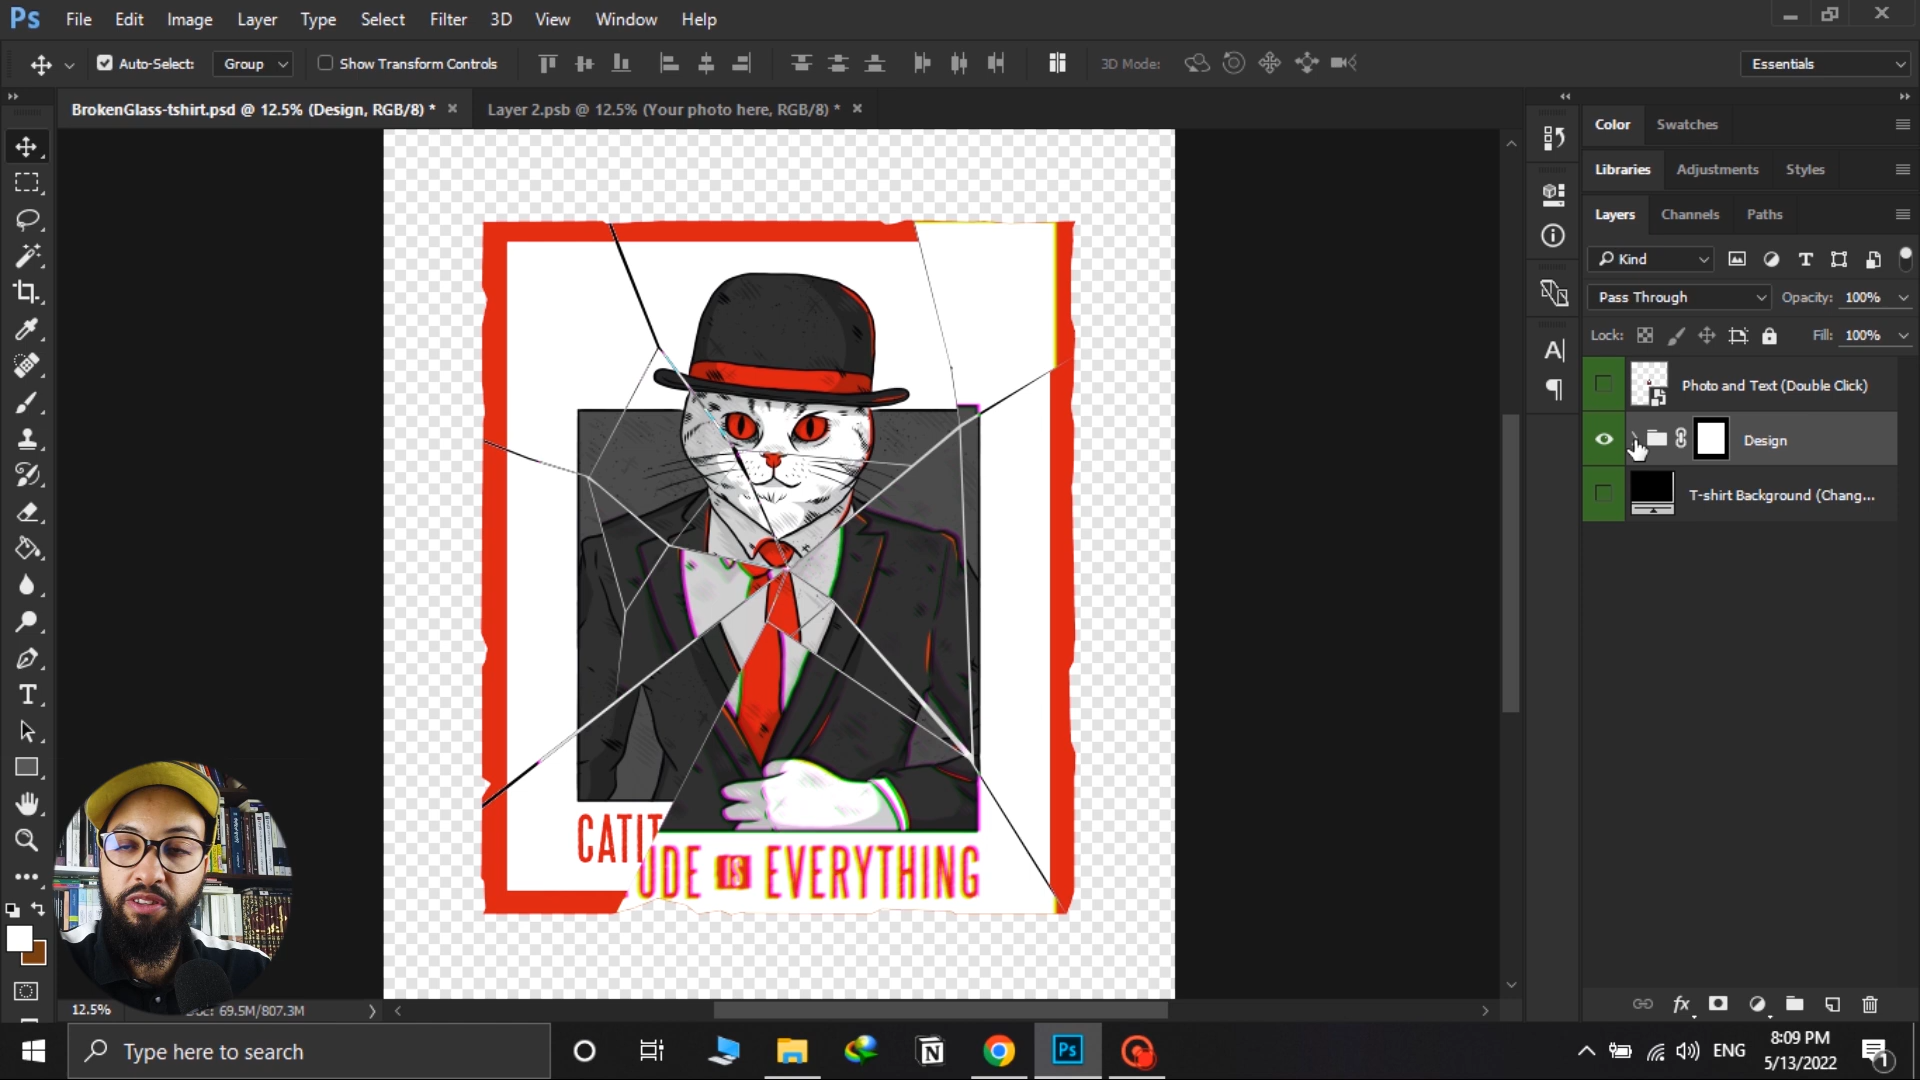 Ps File Edit Image Layer Type Select Filter 3D View Window Help
Auto-Select: Group Show Transform Controls 3D Mode: Essentials
BrokenGlass-tshirt.psd @ 12.5% (Design, RGB/8) * Layer 2.psb @ 12.5% (Your photo here, RGB/8) *
Color Swatches
Libraries Adjustments Styles
Layers Channels Paths
Kind
Pass Through Opacity: 100%
Lock: Fill: 100%
Photo and Text (Double Click)
Design
T-shirt Background (Chang...
CATITUDE IS EVERYTHING
12.5% 69.5M/807.3M
Type here to search
Ps
ENG
8:09 PM
5/13/2022
1